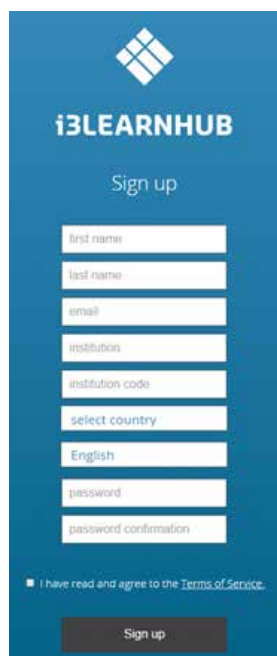 i3LEARNHUB
Sign up
first name
last name
email
institution
institution code
select country
English
password
password confirmation
I have read and agree to the Terms of Service.
Sign up